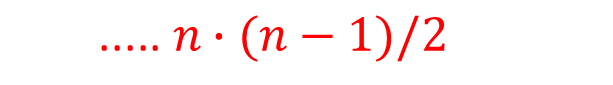 ..... n · (n − 1)/2